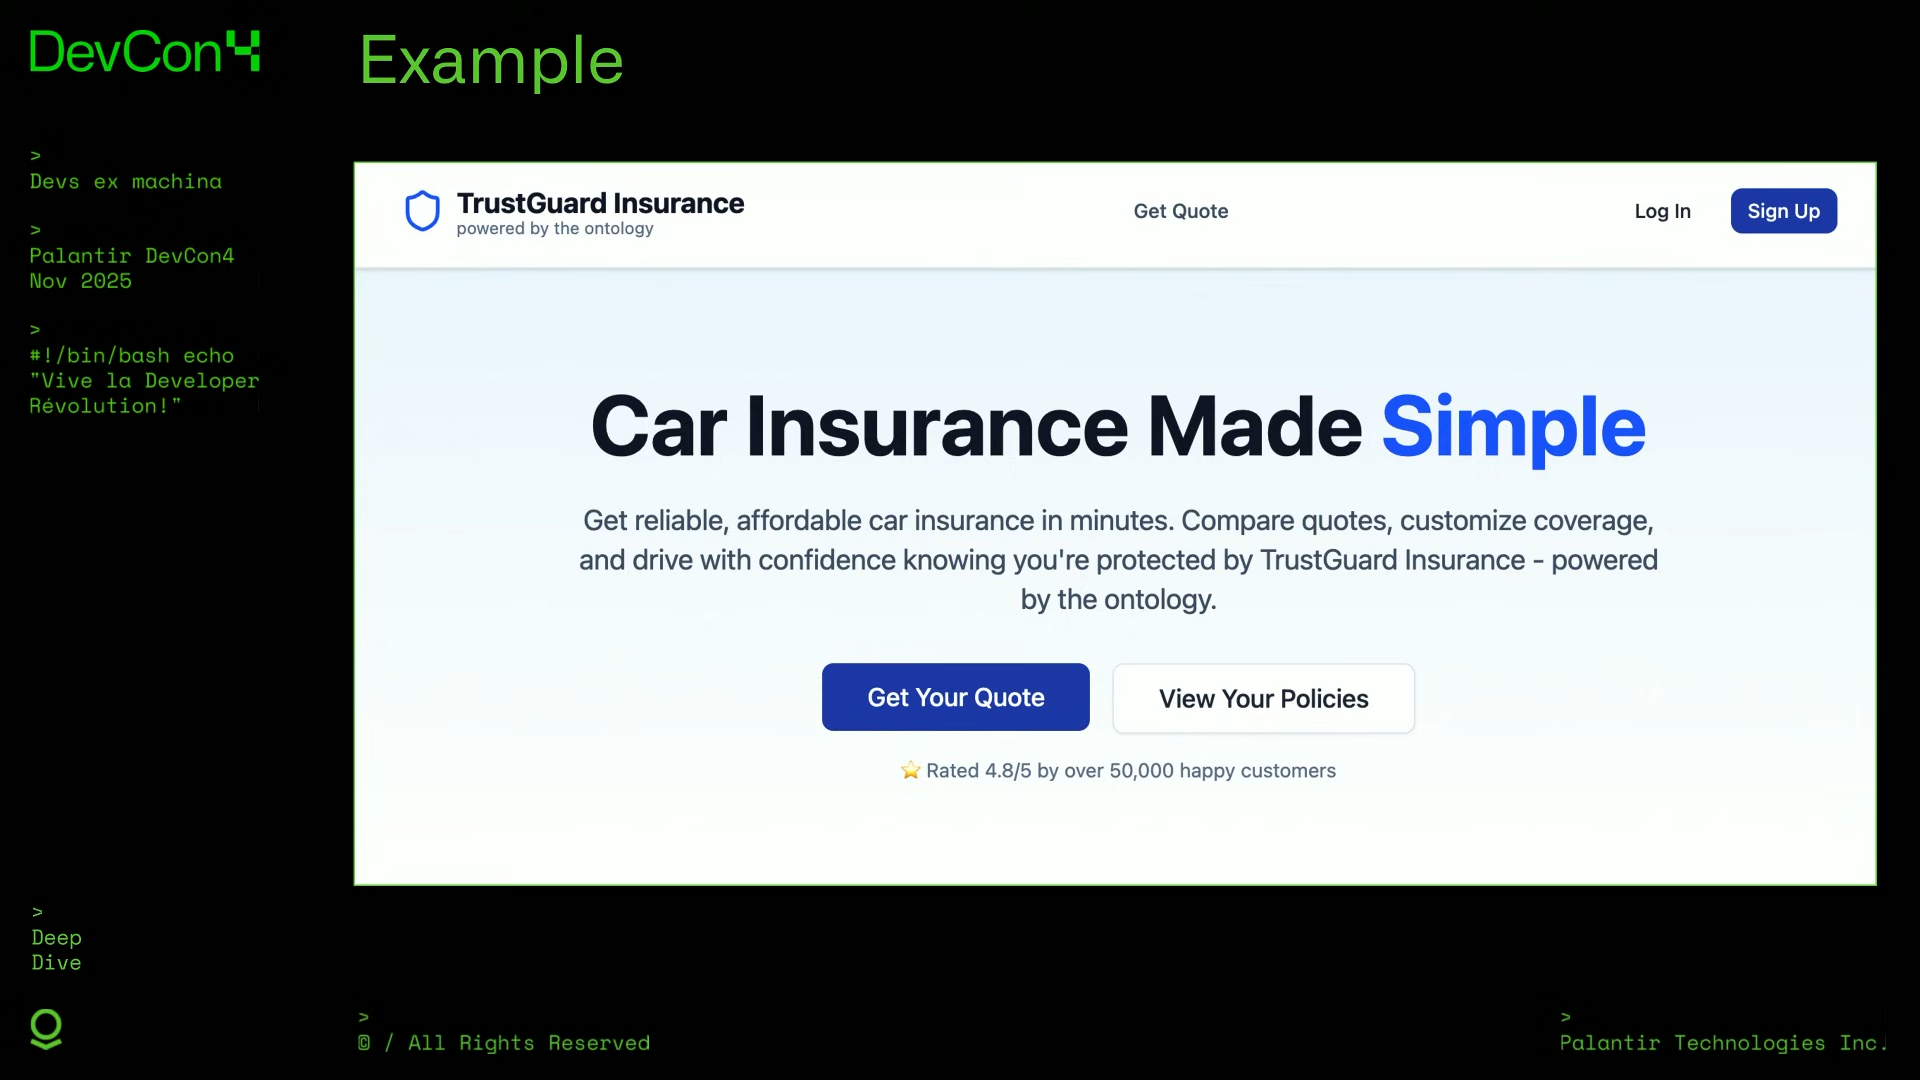 DevCon4
Example
>
Devs ex machina
>
Palantir DevCon4
Nov 2025
>
#!/bin/bash echo
"Vive la Developer
Révolution!"
TrustGuard Insurance
powered by the ontology
Get Quote
Log In
Sign Up
Car Insurance Made Simple
Get reliable, affordable car insurance in minutes. Compare quotes, customize coverage,
and drive with confidence knowing you're protected by TrustGuard Insurance - powered
by the ontology.
Get Your Quote
View Your Policies
⭐ Rated 4.8/5 by over 50,000 happy customers
>
Deep
Dive
>
© / All Rights Reserved
>
Palantir Technologies Inc.